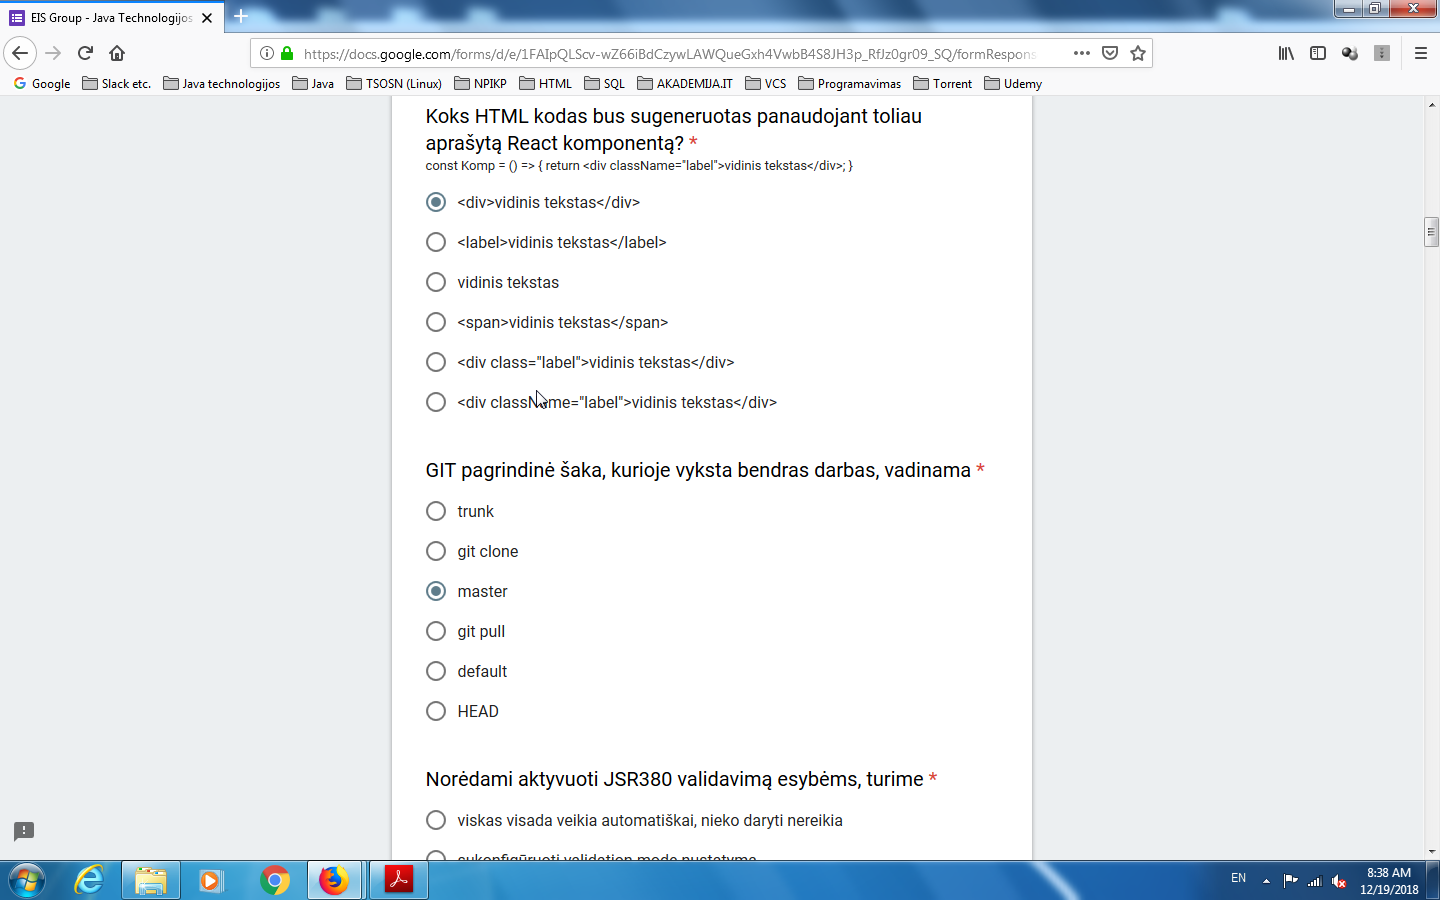 EIS Group - Java Technologijos
https://docs.google.com/forms/d/e/1FAIpQLScv-wZ66iBdCzywLAWQueGxh4VwbB4S8JH3p_RfJz0gr09_SQ/formRespons
Google Slack etc. Java technologijos Java TSOSN (Linux) NPIKP HTML SQL AKADEMIJA.IT VCS Programavimas Torrent Udemy
Koks HTML kodas bus sugeneruotas panaudojant toliau
aprašytą React komponentą? *
const Komp = () => { return <div className="label">vidinis tekstas</div>; }
<div>vidinis tekstas</div>
<label>vidinis tekstas</label>
vidinis tekstas
<span>vidinis tekstas</span>
<div class="label">vidinis tekstas</div>
<div className="label">vidinis tekstas</div>
GIT pagrindinė šaka, kurioje vyksta bendras darbas, vadinama *
trunk
git clone
master
git pull
default
HEAD
Norėdami aktyvuoti JSR380 validavimą esybėms, turime *
viskas visada veikia automatiškai, nieko daryti nereikia
sukonfigūruoti validation mode nustatymą
EN
8:38 AM
12/19/2018